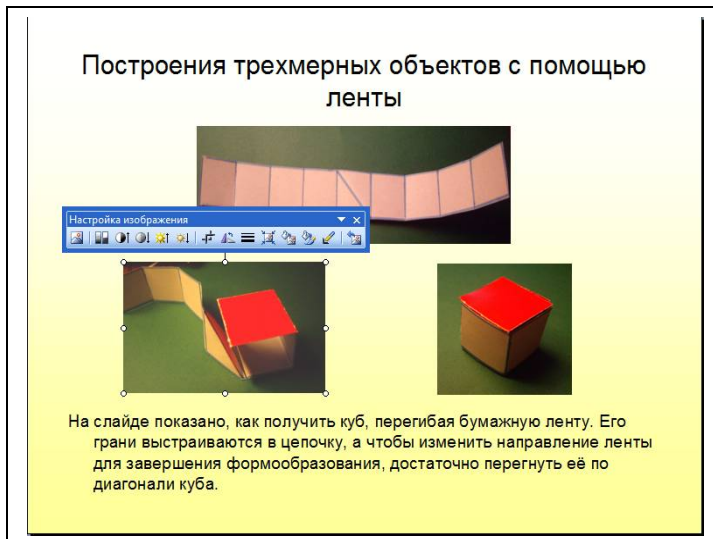 Построения трехмерных объектов с помощью
ленты
Настройка изображения
На слайде показано, как получить куб, перегибая бумажную ленту. Его
грани выстраиваются в цепочку, а чтобы изменить направление ленты
для завершения формообразования, достаточно перегнуть её по
диагонали куба.